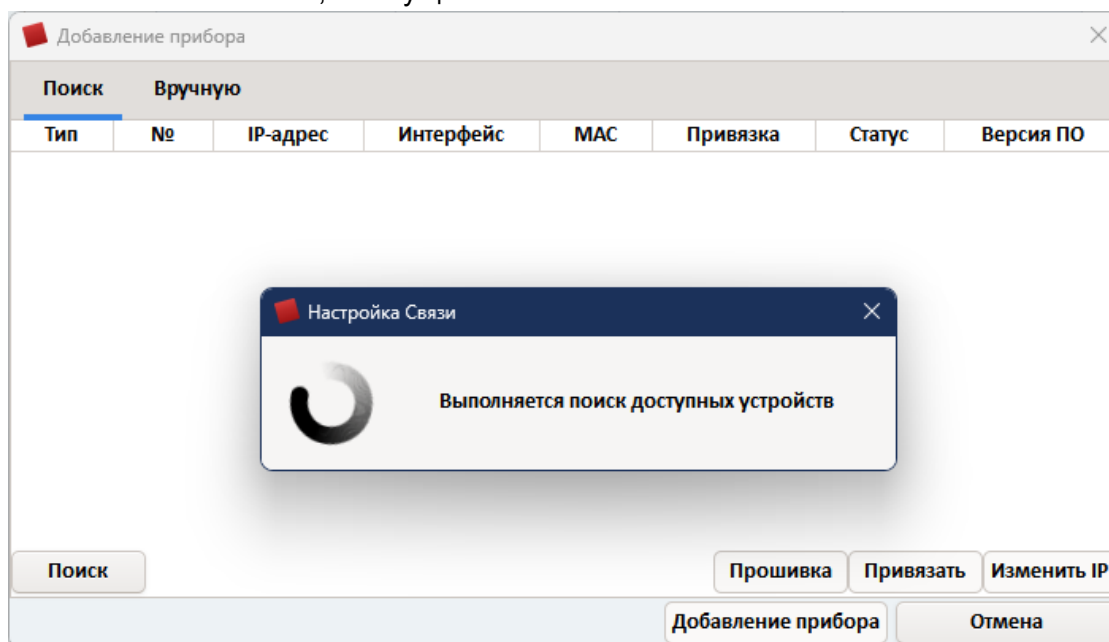 Добавление прибора
Поиск Вручную
Тип № IP-адрес Интерфейс MAC Привязка Статус Версия ПО
Настройка Связи
Выполняется поиск доступных устройств
Поиск Прошивка Привязать Изменить IP
Добавление прибора Отмена